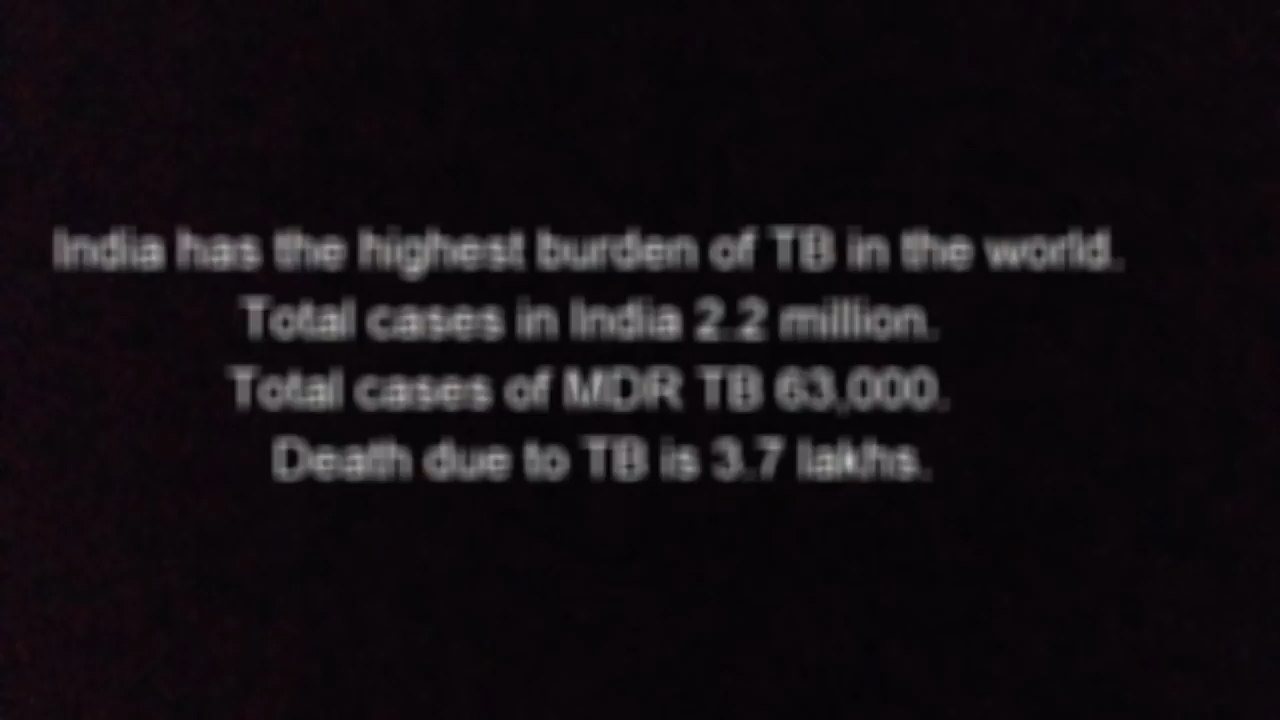 India has the highest burden of TB in the world.
Total cases in India 2.2 million.
Total cases of MDR TB 63,000.
Death due to TB is 3.7 lakhs.